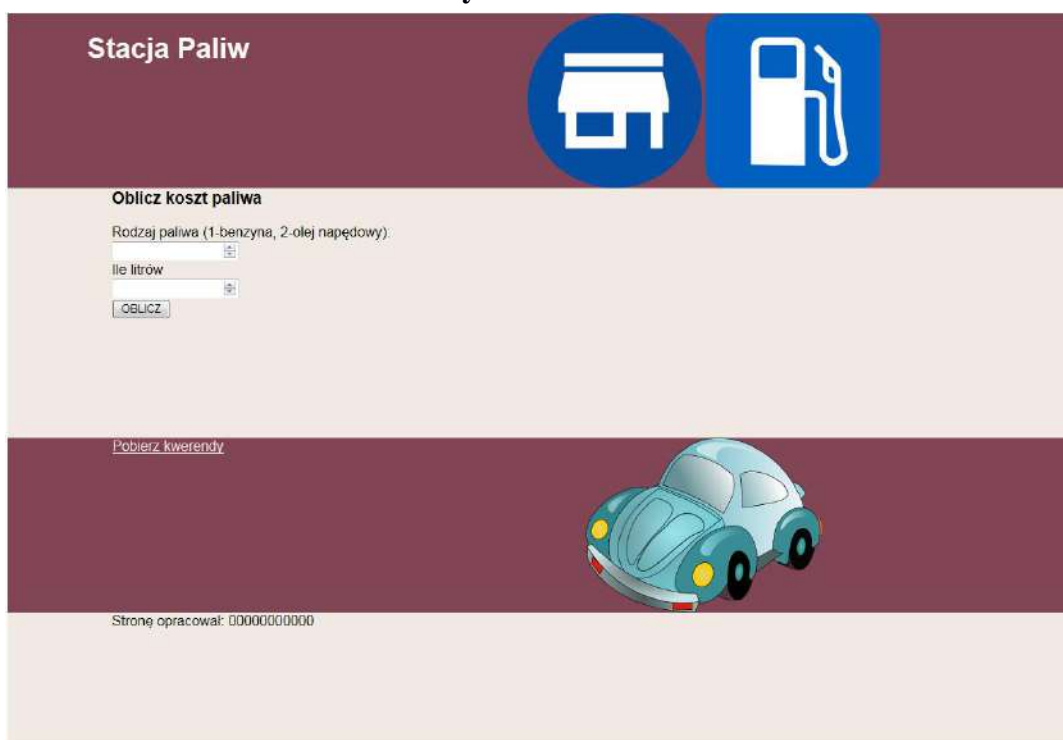 Stacja Paliw
Oblicz koszt paliwa
Rodzaj paliwa (1-benzyna, 2-olej napędowy):
Ile litrów
OBLICZ
Pobierz kwerendy
Stronę opracował: 00000000000